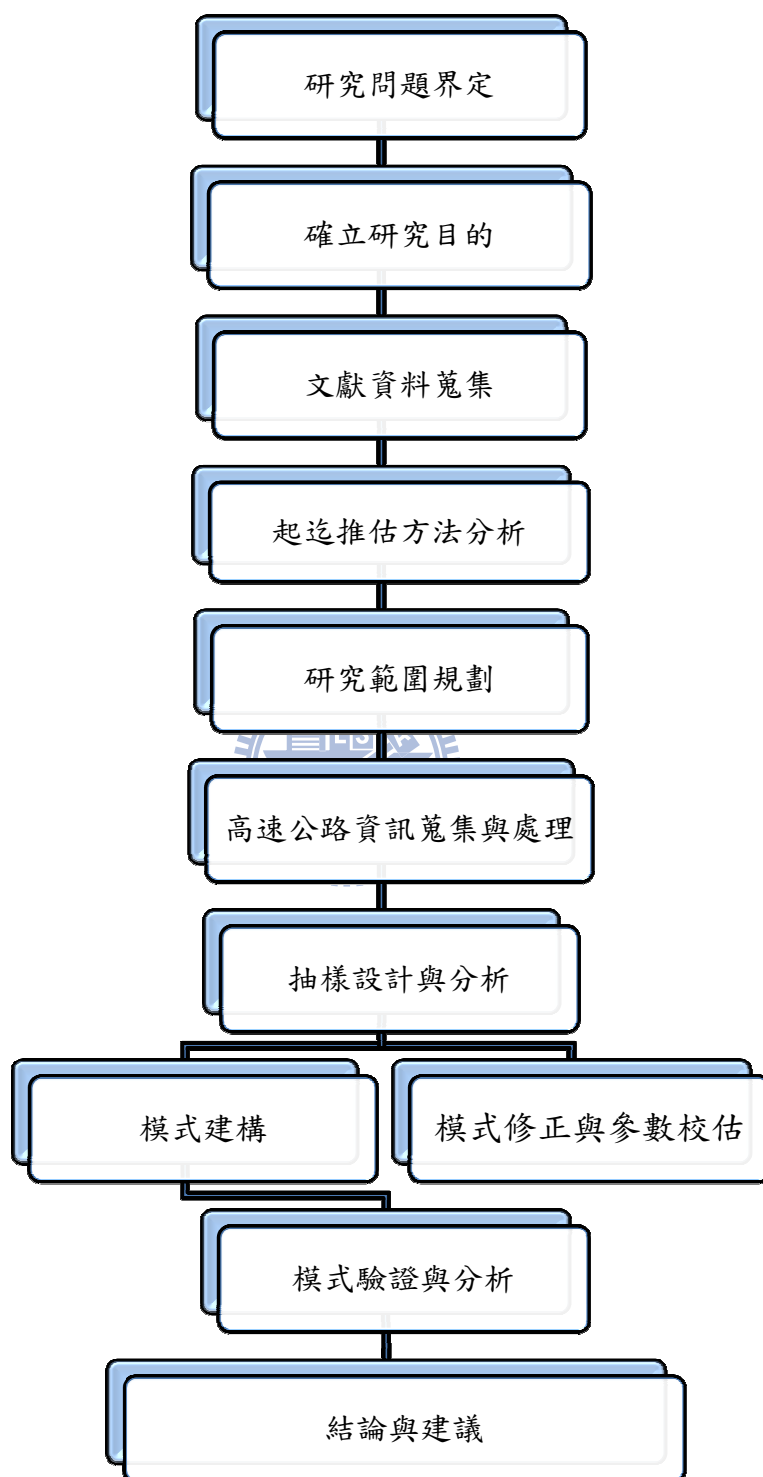 研究問題界定
確立研究目的
文獻資料蒐集
起迄推估方法分析
研究範圍規劃
高速公路資訊蒐集與處理
抽樣設計與分析
模式建構
模式修正與參數校估
模式驗證與分析
結論與建議